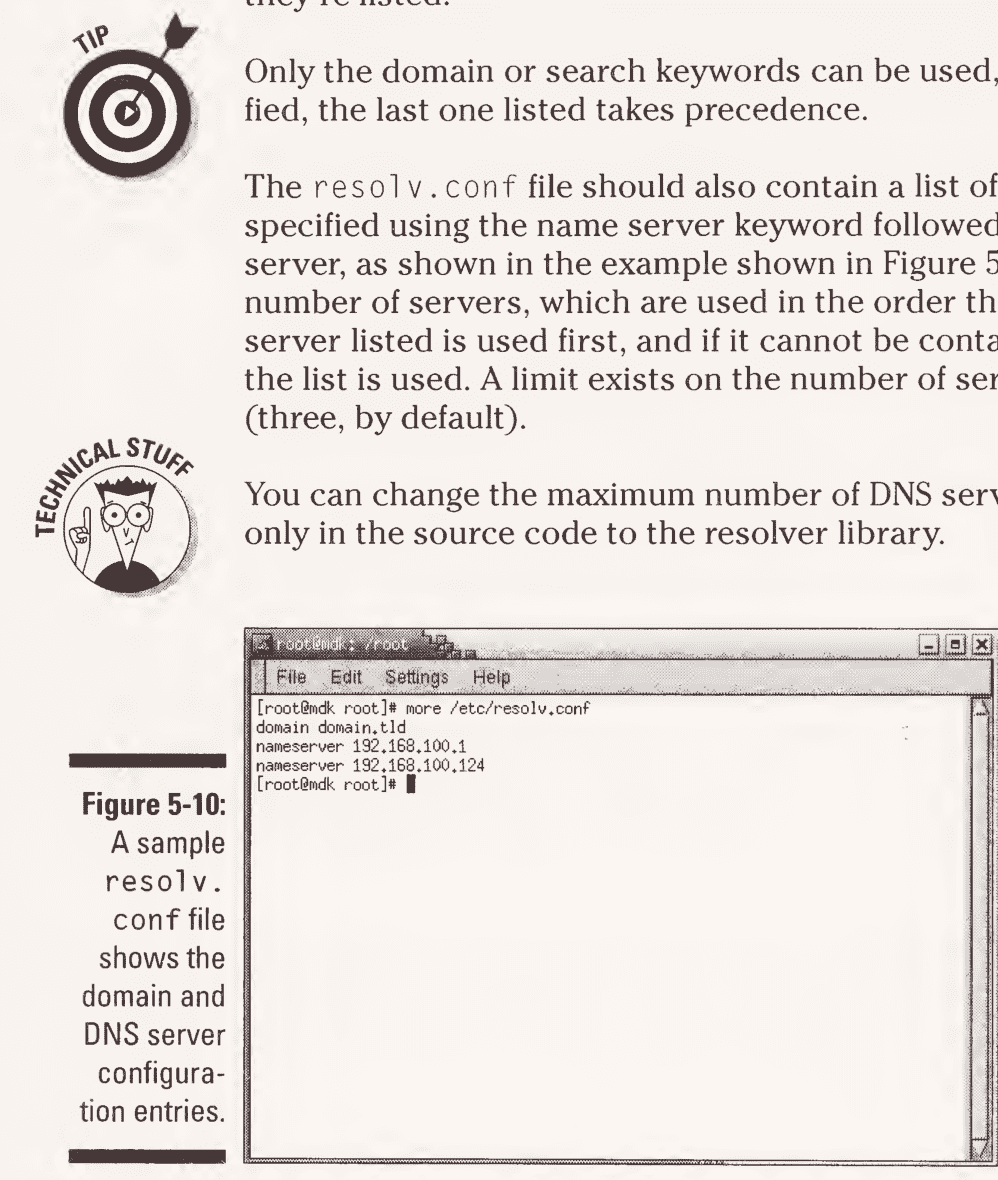 they're listed.
TIP
Only the domain or search keywords can be used,
fied, the last one listed takes precedence.
The resolv.conf file should also contain a list of
specified using the name server keyword followed
server, as shown in the example shown in Figure 5
number of servers, which are used in the order th
server listed is used first, and if it cannot be conta
the list is used. A limit exists on the number of ser
(three, by default).
TECHNICAL STUFF
You can change the maximum number of DNS serv
only in the source code to the resolver library.
root@mdk: /root
File Edit Settings Help
[root@mdk root]# more /etc/resolv.conf
domain domain.tld
nameserver 192.168.100.1
nameserver 192.168.100.124
[root@mdk root]#
Figure 5-10:
A sample
resolv.
conf file
shows the
domain and
DNS server
configura-
tion entries.